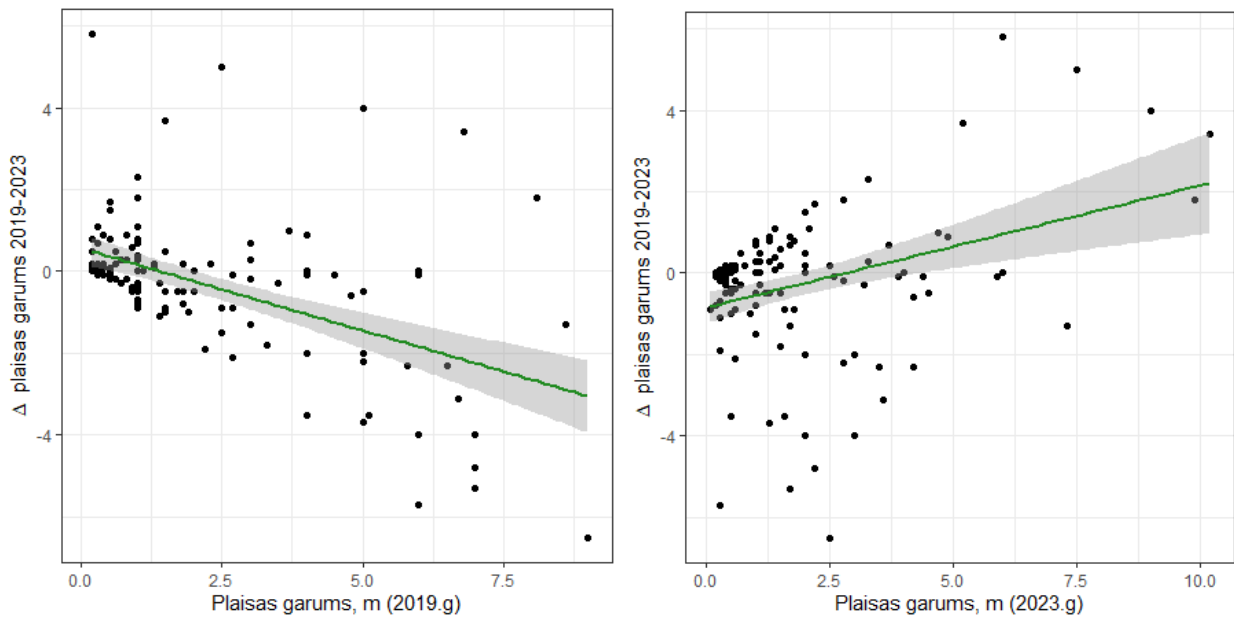 Δ plaisas garums 2019-2023
4
0
-4
0.0 2.5 5.0 7.5
Plaisas garums, m (2019.g)
Δ plaisas garums 2019-2023
4
0
-4
0.0 2.5 5.0 7.5 10.0
Plaisas garums, m (2023.g)